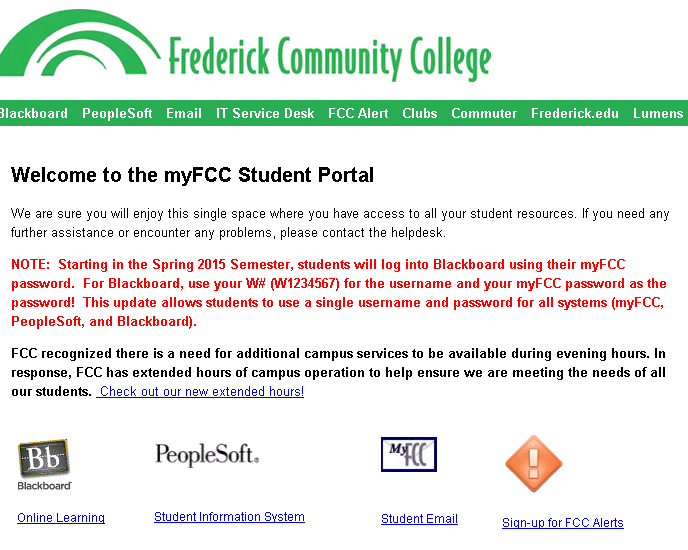 Frederick Community College
Blackboard PeopleSoft Email IT Service Desk FCC Alert Clubs Commuter Frederick.edu Lumens
Welcome to the myFCC Student Portal
We are sure you will enjoy this single space where you have access to all your student resources. If you need any
further assistance or encounter any problems, please contact the helpdesk.
NOTE:  Starting in the Spring 2015 Semester, students will log into Blackboard using their myFCC
password.  For Blackboard, use your W# (W1234567) for the username and your myFCC password as the
password!  This update allows students to use a single username and password for all systems (myFCC,
PeopleSoft, and Blackboard).
FCC recognized there is a need for additional campus services to be available during evening hours. In
response, FCC has extended hours of campus operation to help ensure we are meeting the needs of all
our students.  Check out our new extended hours!
Bb
Blackboard
PeopleSoft.
My FCC
!
Online Learning
Student Information System
Student Email
Sign-up for FCC Alerts